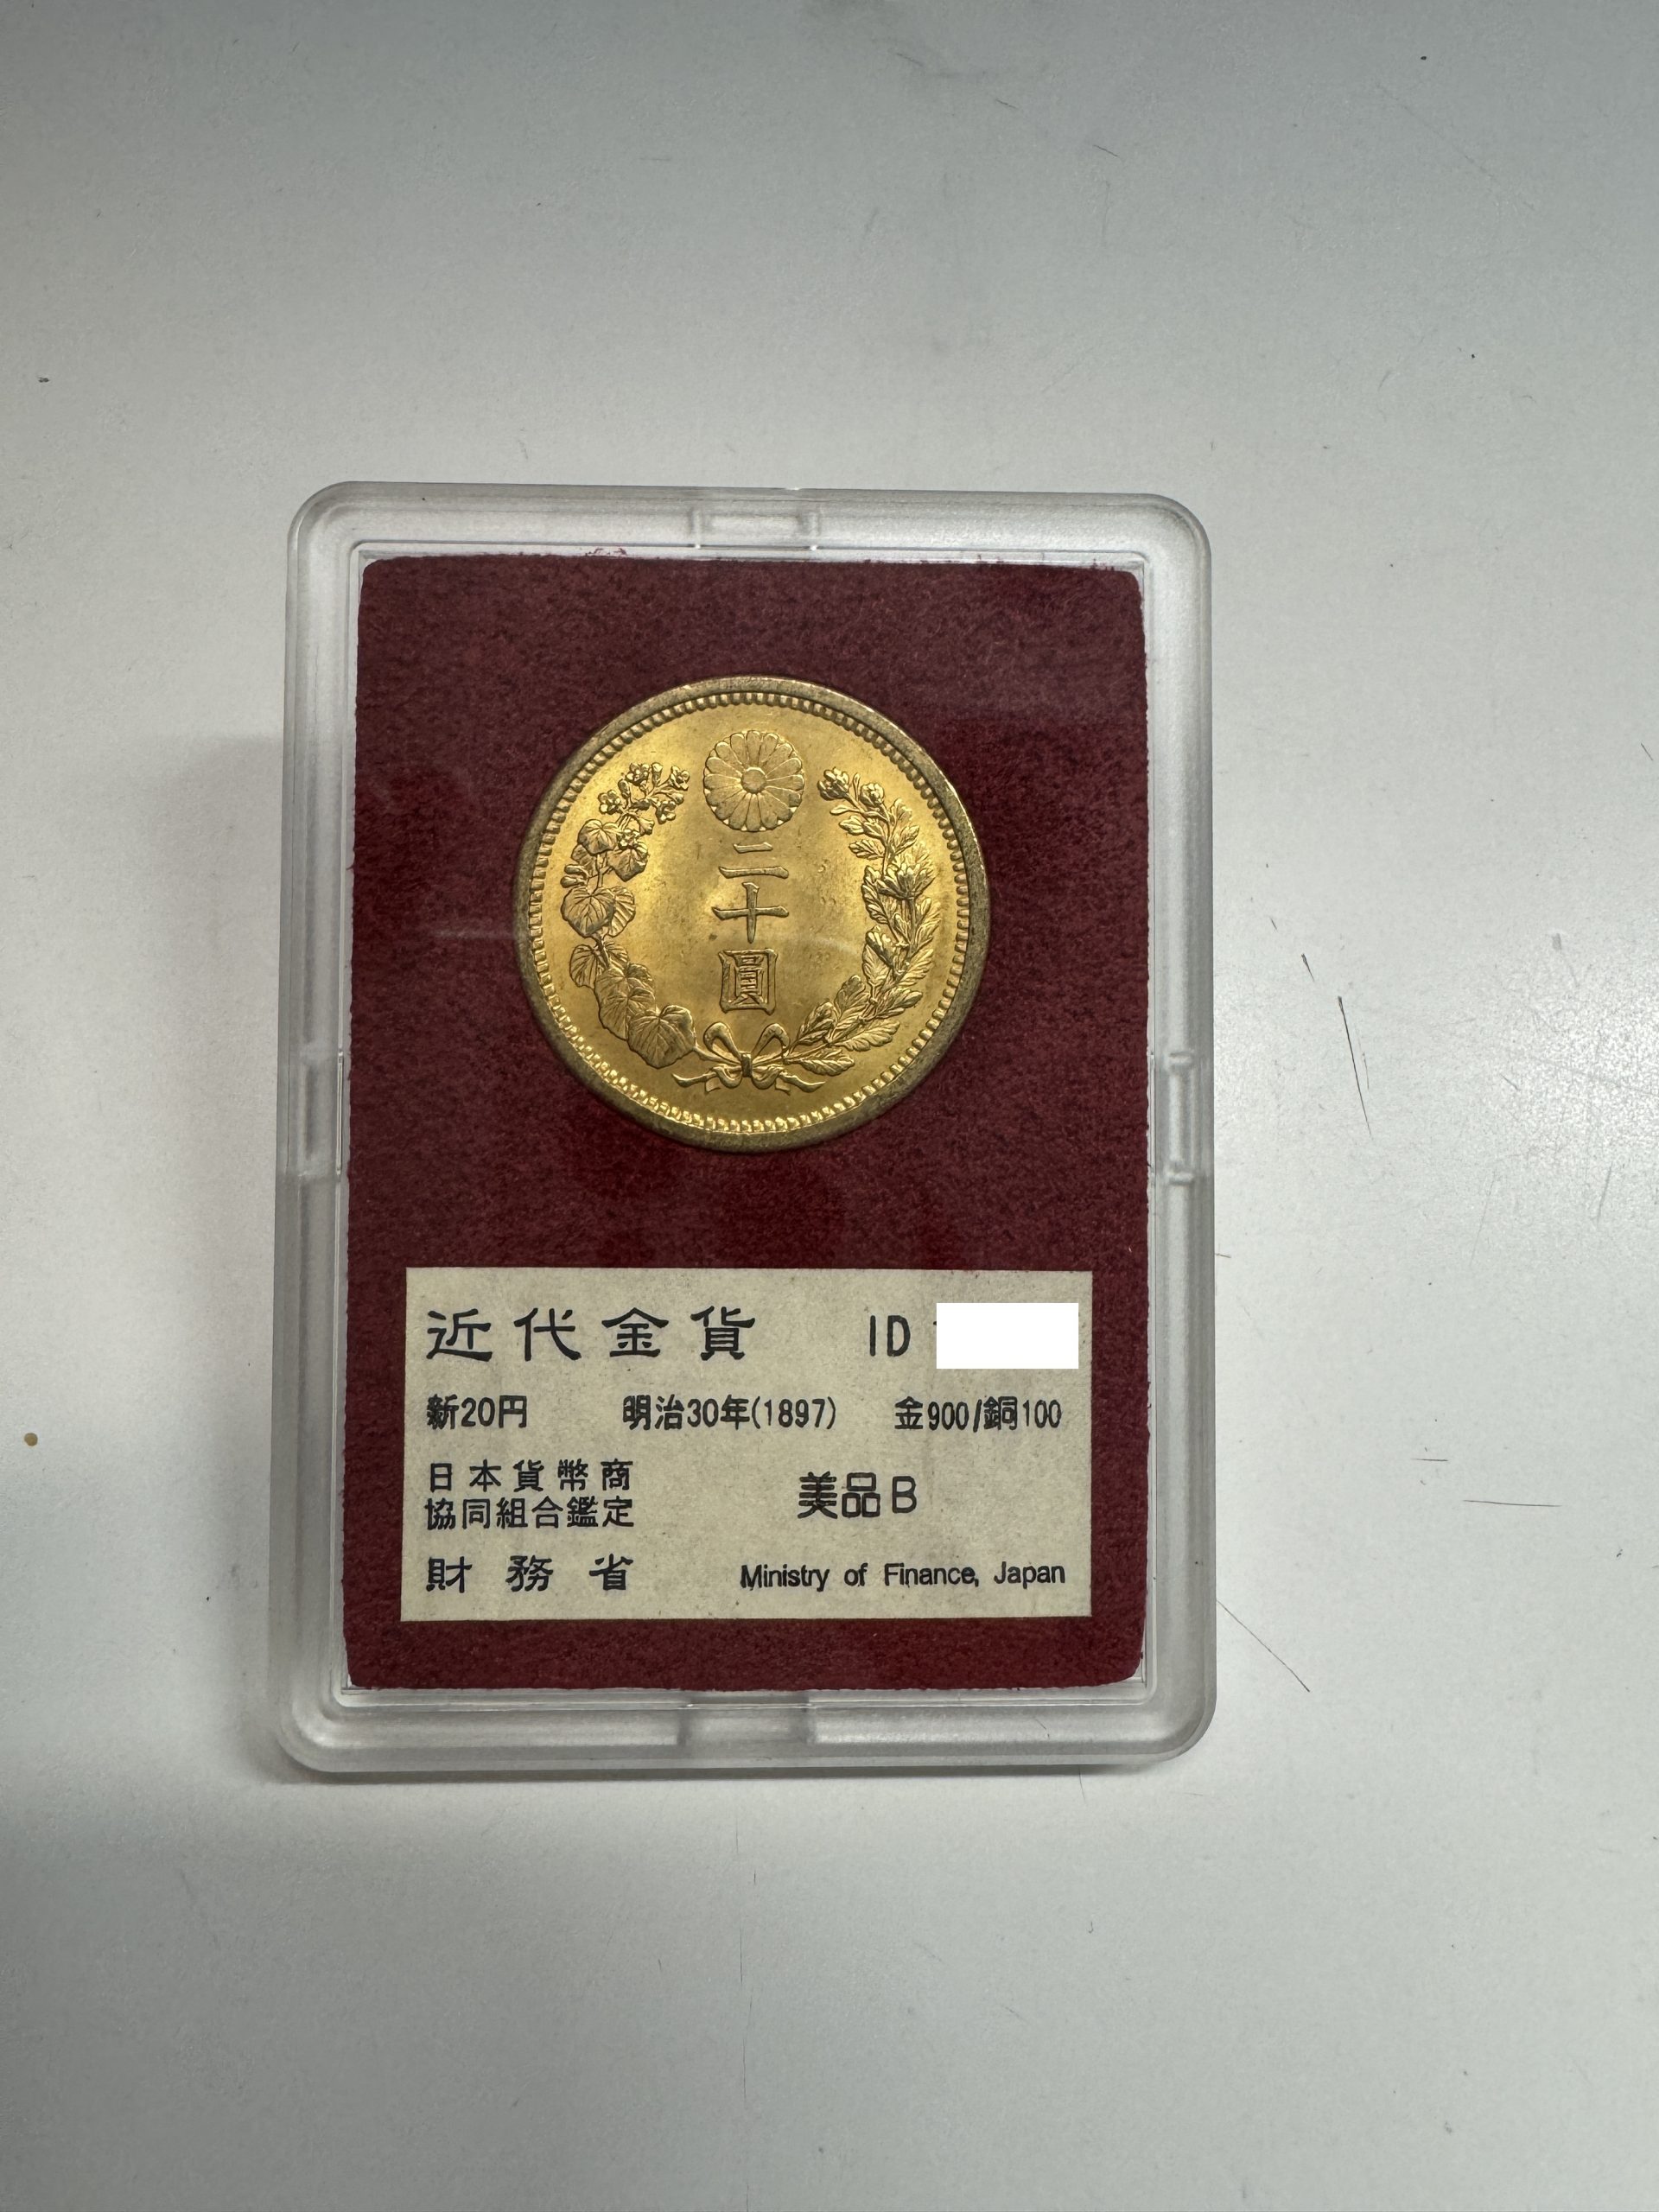 二
十
圓
近代金貨 ID
新20円 明治30年(1897) 金900/銅100
日本貨幣商
協同組合鑑定 美品B
財務省 Ministry of Finance, Japan